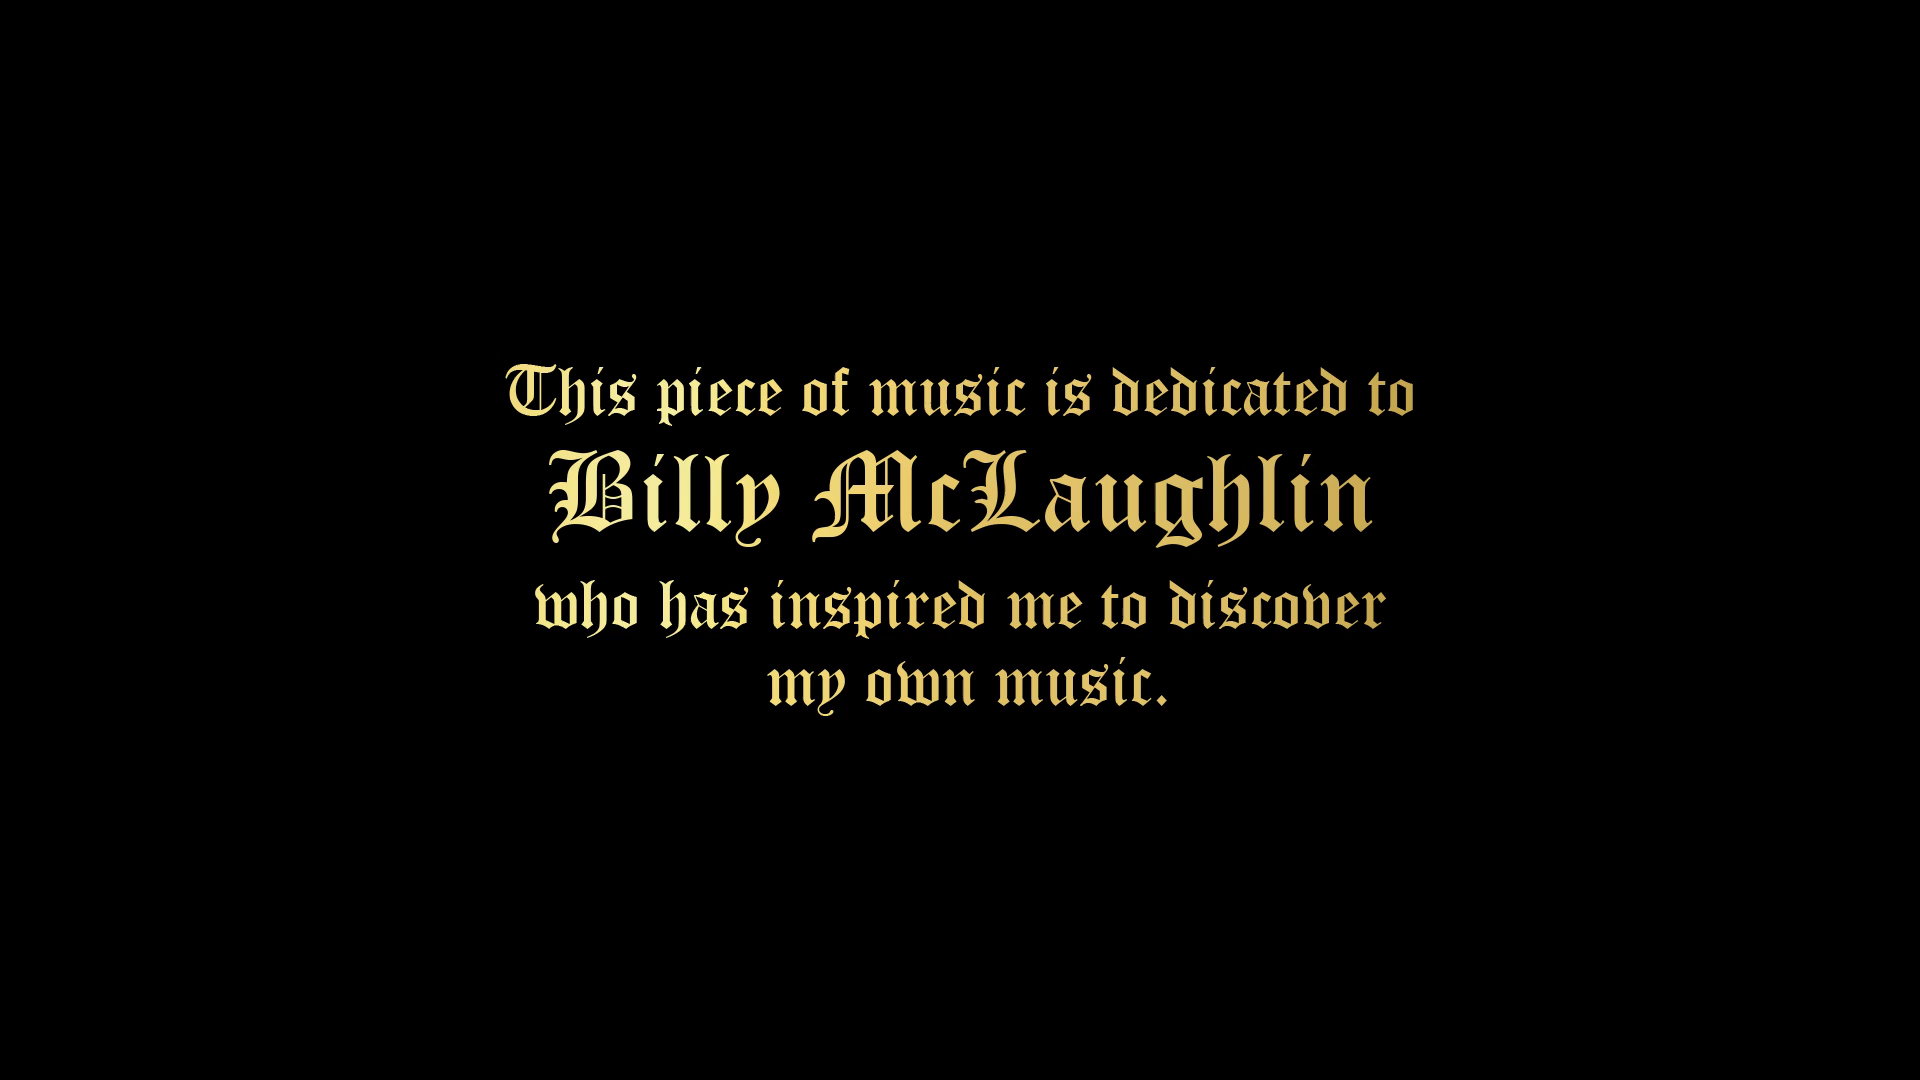 This piece of music is dedicated to
Billy McLaughlin
who has inspired me to discover
my own music.